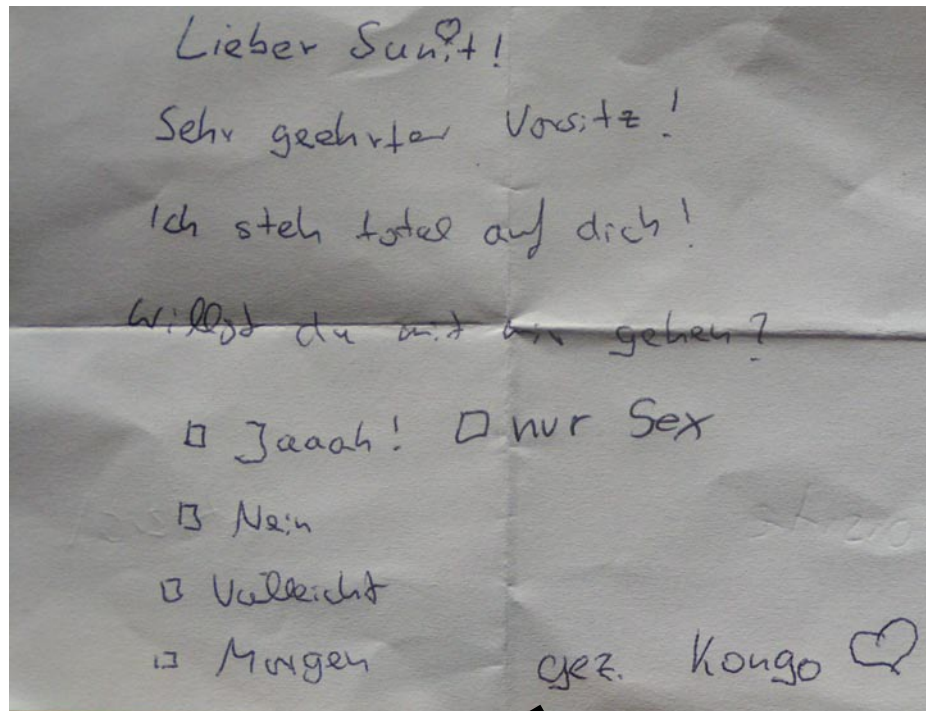 Lieber Sunit!
Sehr geehrter Vorsitz!
Ich steh total auf dich!
Willst du mit mir gehen?
Jaaah! nur Sex
Nein
Vielleicht
Morgen
gez. Kongo